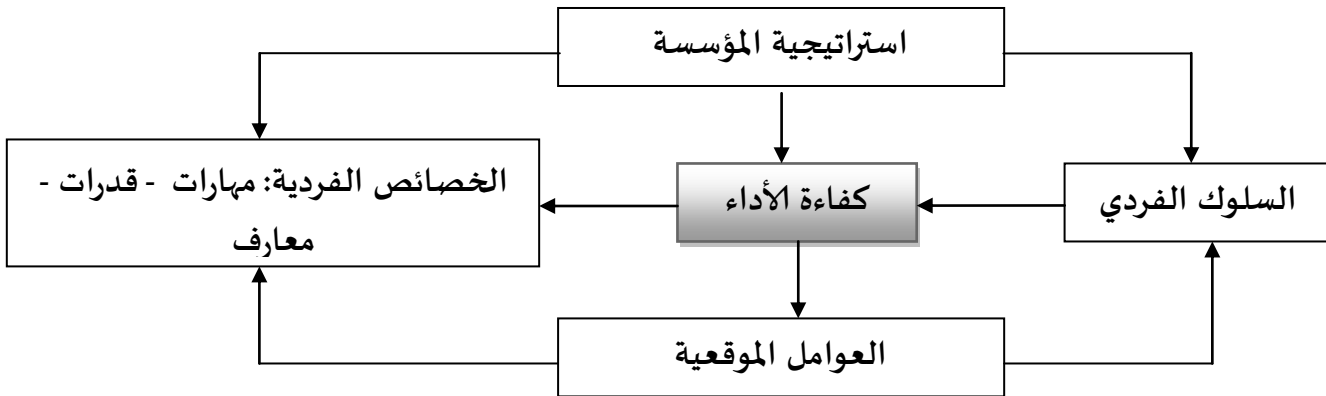 استراتيجية المؤسسة
السلوك الفردي
كفاءة الأداء
الخصائص الفردية: مهارات - قدرات -
معارف
العوامل الموقعية